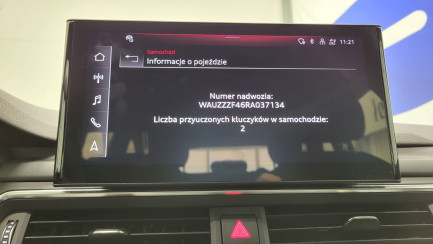 11:21
Samochód
Informacje o pojeździe
Numer nadwozia:
WAUZZZF46RA037134
Liczba przyuczonych kluczyków w samochodzie:
2